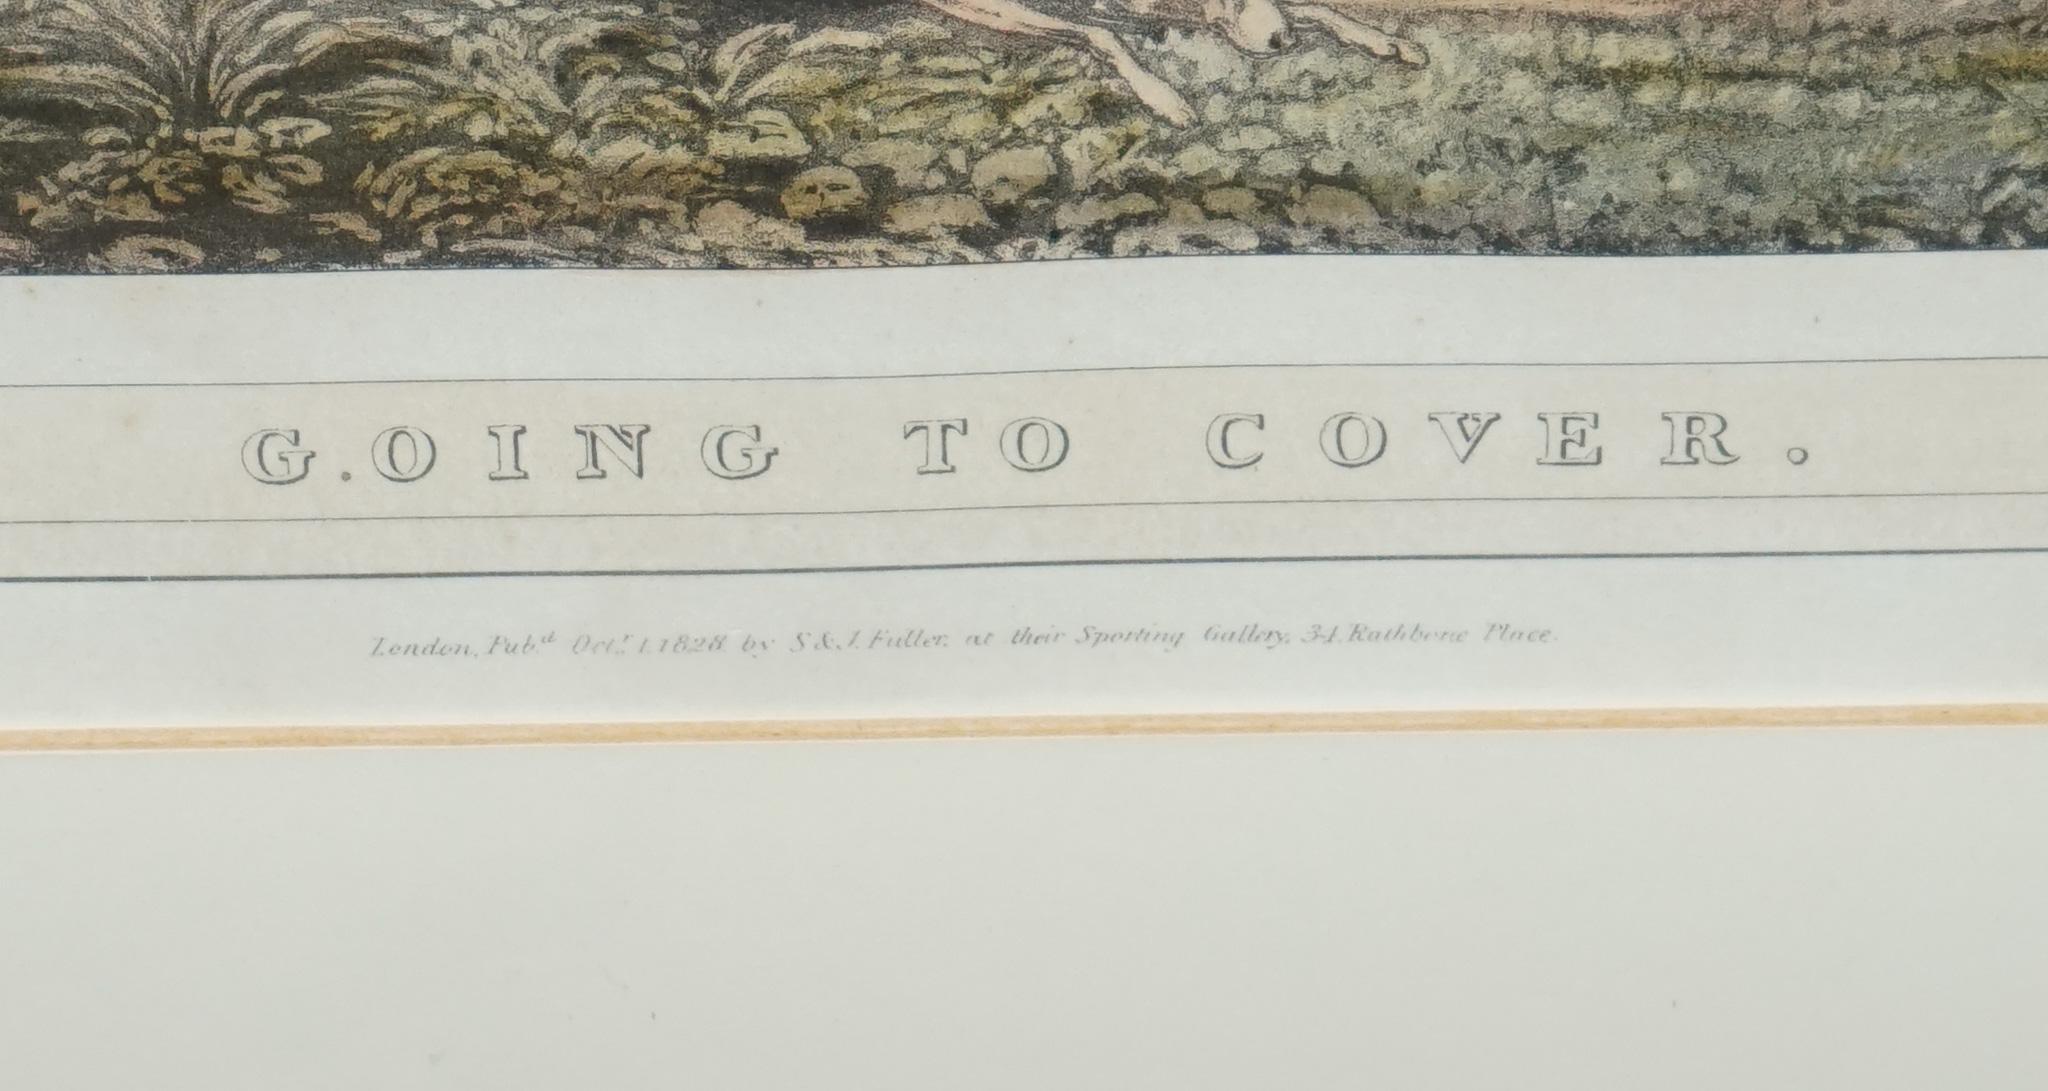 G.OING TO COVER.
London, Pub.d Oct.r 1, 1828. by S & J. Fuller, at their Sporting Gallery, 34, Rathbone Place.